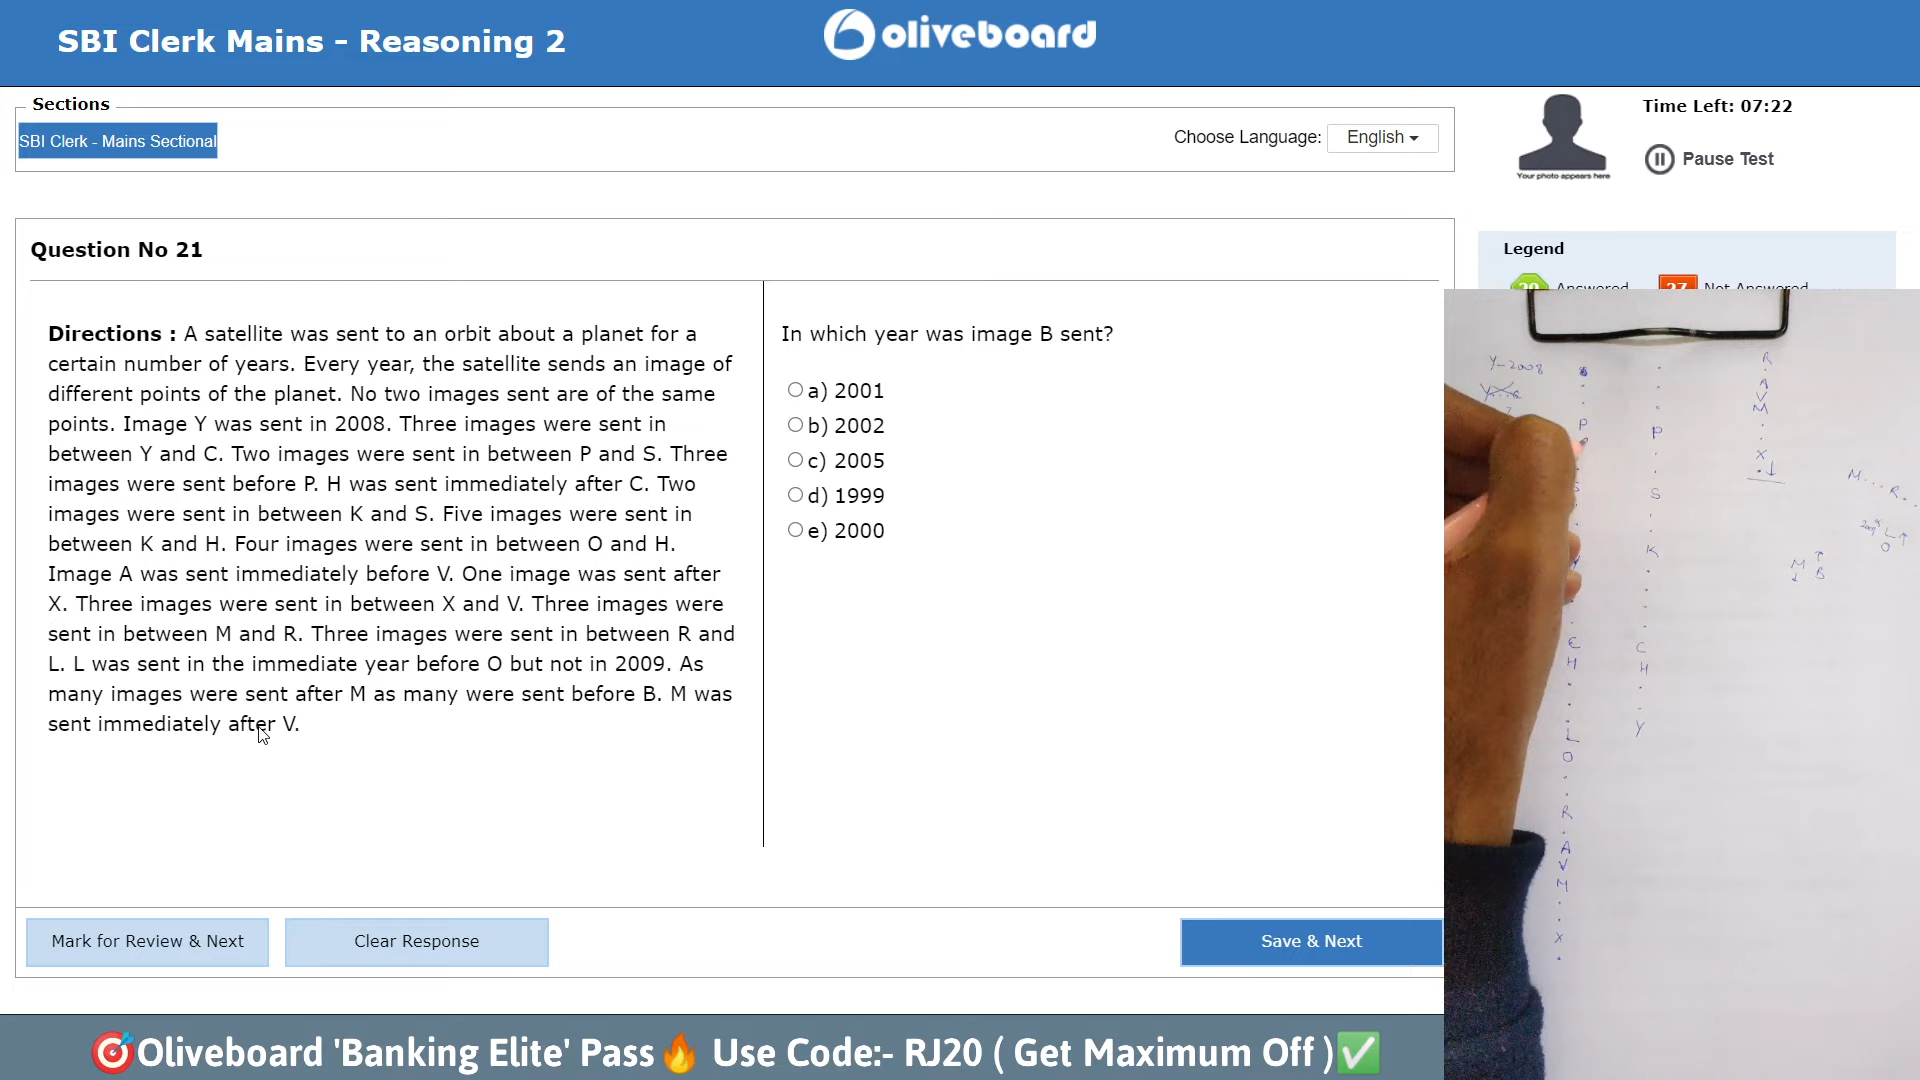 SBI Clerk Mains - Reasoning 2
oliveboard
Sections
SBI Clerk - Mains Sectional
Choose Language:
English
Your photo appears here
Time Left: 07:22
Pause Test
Question No 21
Legend
Answered
Not Answered
Directions : A satellite was sent to an orbit about a planet for a
certain number of years. Every year, the satellite sends an image of
different points of the planet. No two images sent are of the same
points. Image Y was sent in 2008. Three images were sent in
between Y and C. Two images were sent in between P and S. Three
images were sent before P. H was sent immediately after C. Two
images were sent in between K and S. Five images were sent in
between K and H. Four images were sent in between O and H.
Image A was sent immediately before V. One image was sent after
X. Three images were sent in between X and V. Three images were
sent in between M and R. Three images were sent in between R and
L. L was sent in the immediate year before O but not in 2009. As
many images were sent after M as many were sent before B. M was
sent immediately after V.
In which year was image B sent?
a) 2001
b) 2002
c) 2005
d) 1999
e) 2000
Y-2008
P
H
L
O
R
A
V
M
X
P
S
K
C
H
Y
R
A
V
M
X
M...R.
L
O
M B
Mark for Review & Next
Clear Response
Save & Next
Oliveboard 'Banking Elite' Pass Use Code:- RJ20 ( Get Maximum Off )